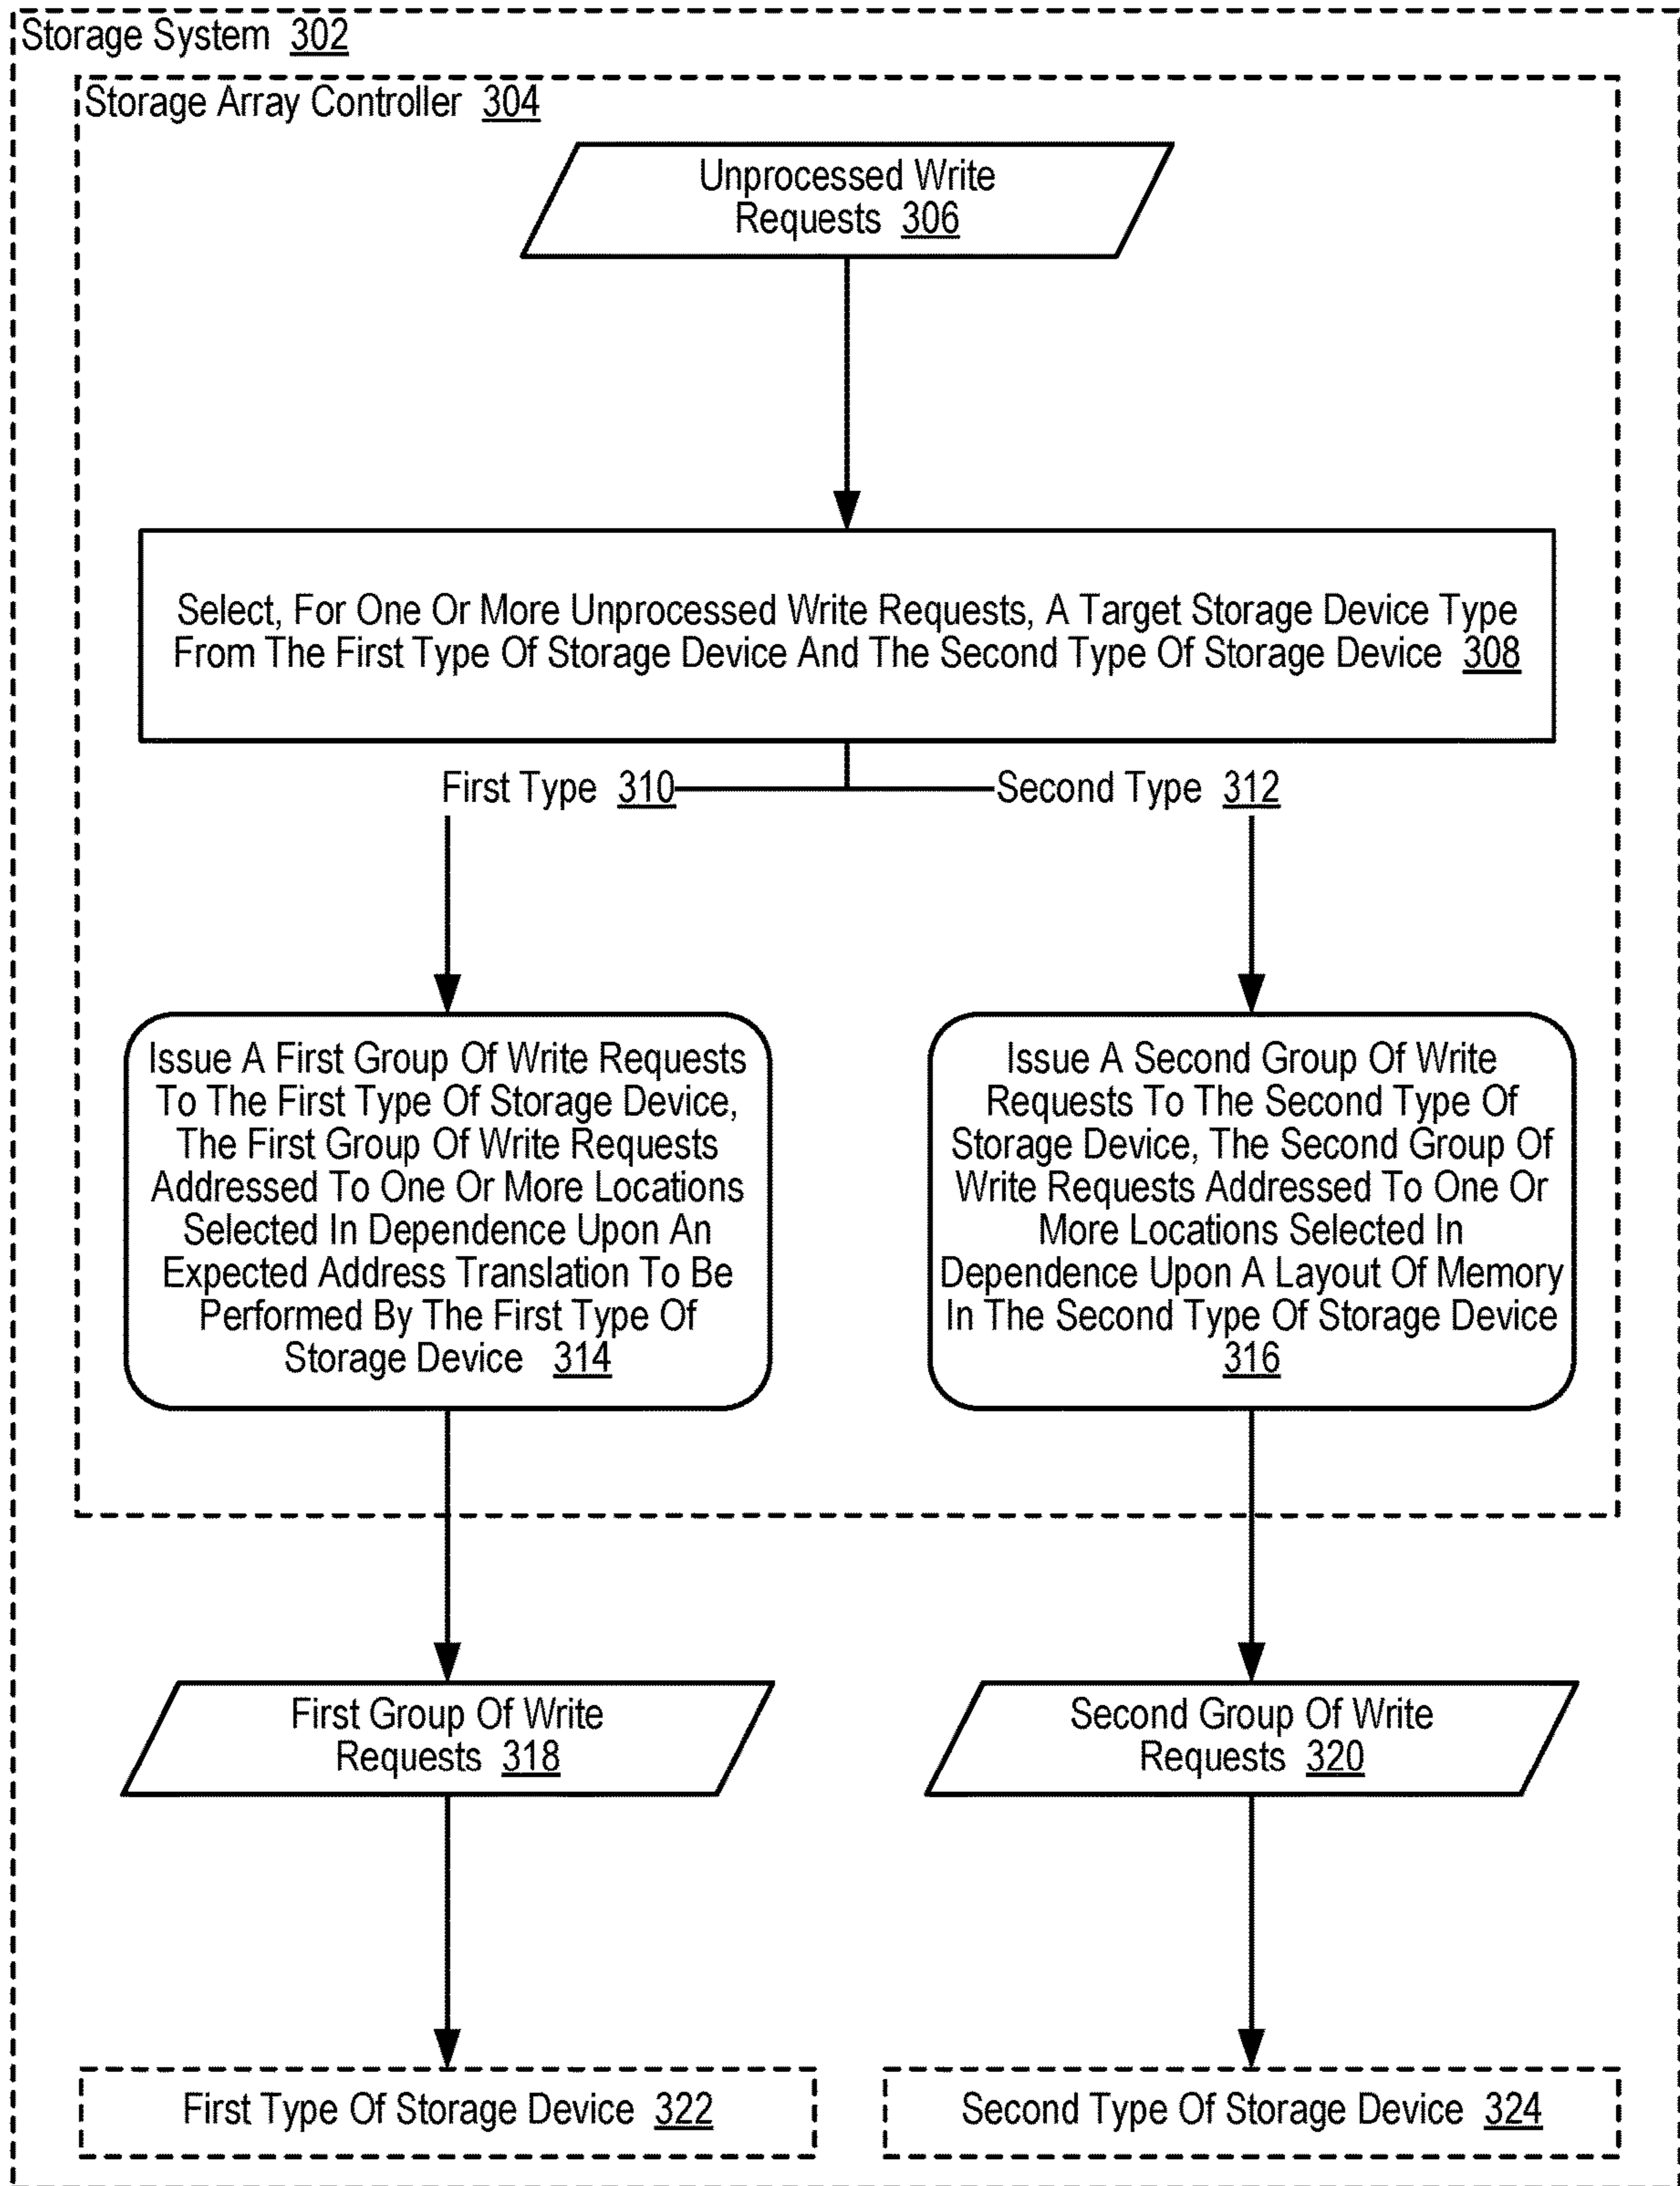 Storage System 302
Storage Array Controller 304
Unprocessed Write
Requests 306
Select, For One Or More Unprocessed Write Requests, A Target Storage Device Type
From The First Type Of Storage Device And The Second Type Of Storage Device 308
First Type 310
Second Type 312
Issue A First Group Of Write Requests
To The First Type Of Storage Device,
The First Group Of Write Requests
Addressed To One Or More Locations
Selected In Dependence Upon An
Expected Address Translation To Be
Performed By The First Type Of
Storage Device 314
Issue A Second Group Of Write
Requests To The Second Type Of
Storage Device, The Second Group Of
Write Requests Addressed To One Or
More Locations Selected In
Dependence Upon A Layout Of Memory
In The Second Type Of Storage Device
316
First Group Of Write
Requests 318
Second Group Of Write
Requests 320
First Type Of Storage Device 322
Second Type Of Storage Device 324